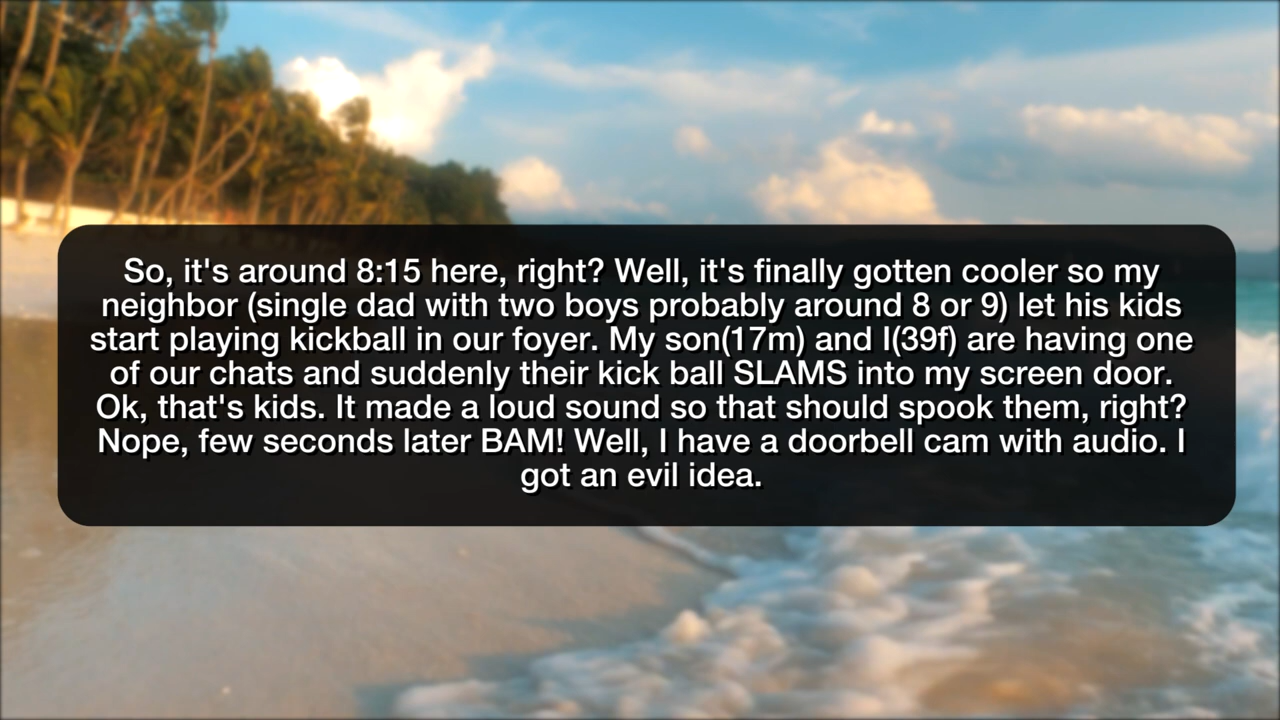 So, it's around 8:15 here, right? Well, it's finally gotten cooler so my
neighbor (single dad with two boys probably around 8 or 9) let his kids
start playing kickball in our foyer. My son(17m) and I(39f) are having one
of our chats and suddenly their kick ball SLAMS into my screen door.
Ok, that's kids. It made a loud sound so that should spook them, right?
Nope, few seconds later BAM! Well, I have a doorbell cam with audio. I
got an evil idea.